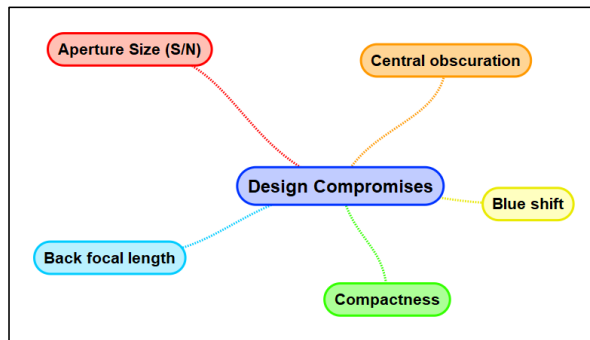 Aperture Size (S/N)
Central obscuration
Design Compromises
Blue shift
Back focal length
Compactness